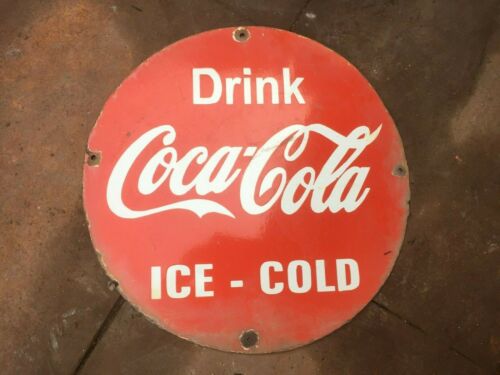 Drink
Coca-Cola
ICE - COLD